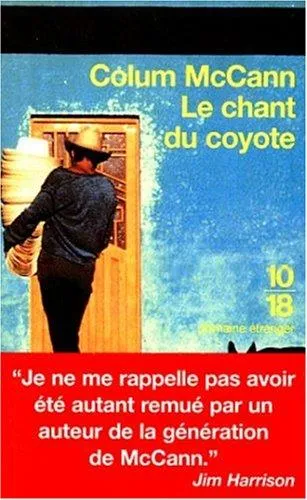 Colum McCann
Le chant
du coyote
10
18
domaine étranger
“Je ne me rappelle pas avoir
été autant remué par un
auteur de la génération
de McCann.”
Jim Harrison